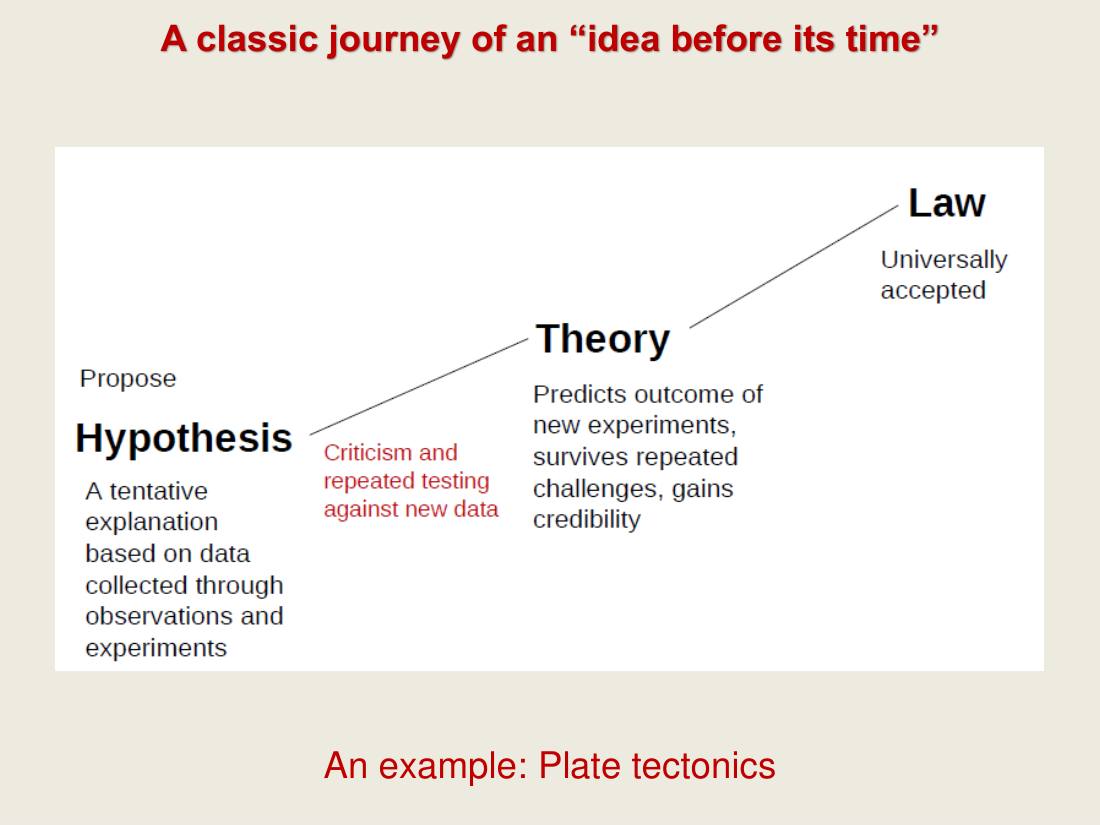 A classic journey of an “idea before its time”
Law
Universally
accepted
Theory
Predicts outcome of
new experiments,
survives repeated
challenges, gains
credibility
Propose
Hypothesis
A tentative
explanation
based on data
collected through
observations and
experiments
Criticism and
repeated testing
against new data
An example: Plate tectonics